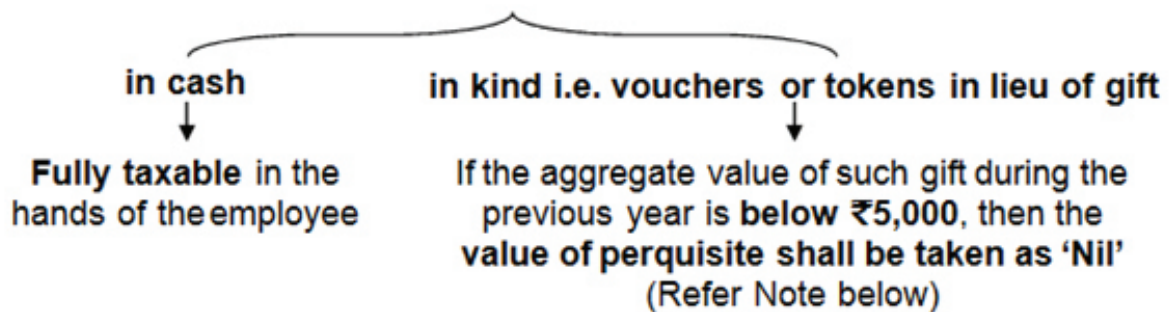 in cash
in kind i.e. vouchers or tokens in lieu of gift
Fully taxable in the
hands of the employee
If the aggregate value of such gift during the
previous year is below ₹5,000, then the
value of perquisite shall be taken as ‘Nil’
(Refer Note below)